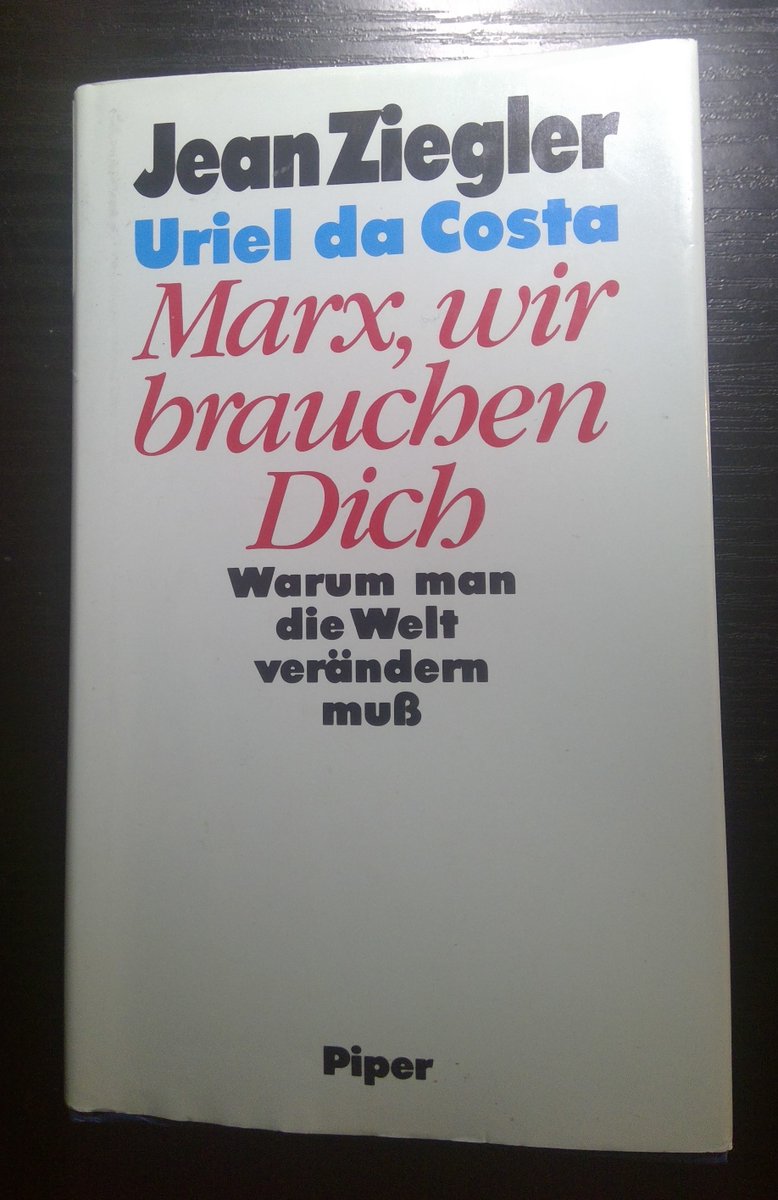 Jean Ziegler
Uriel da Costa
Marx, wir
brauchen
Dich
Warum man
die Welt
verändern
muß
Piper